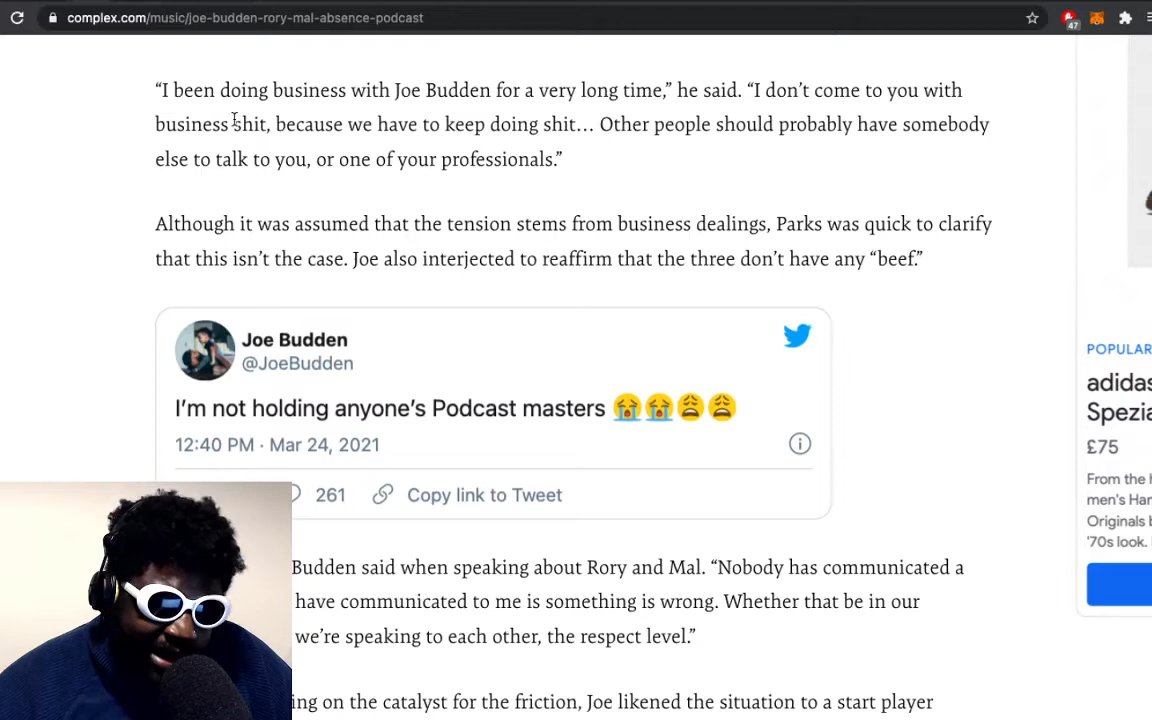 complex.com/music/joe-budden-rory-mal-absence-podcast
47
“I been doing business with Joe Budden for a very long time,” he said. “I don’t come to you with
business shit, because we have to keep doing shit… Other people should probably have somebody
else to talk to you, or one of your professionals.”
Although it was assumed that the tension stems from business dealings, Parks was quick to clarify
that this isn’t the case. Joe also interjected to reaffirm that the three don’t have any “beef.”
Joe Budden
@JoeBudden
I’m not holding anyone’s Podcast masters 😭😭😩😩
12:40 PM · Mar 24, 2021
261 Copy link to Tweet
Budden said when speaking about Rory and Mal. “Nobody has communicated a
have communicated to me is something is wrong. Whether that be in our
we’re speaking to each other, the respect level.”
ing on the catalyst for the friction, Joe likened the situation to a start player
POPULAR
adidas
Spezia
£75
From the h
men's Han
Originals b
'70s look.